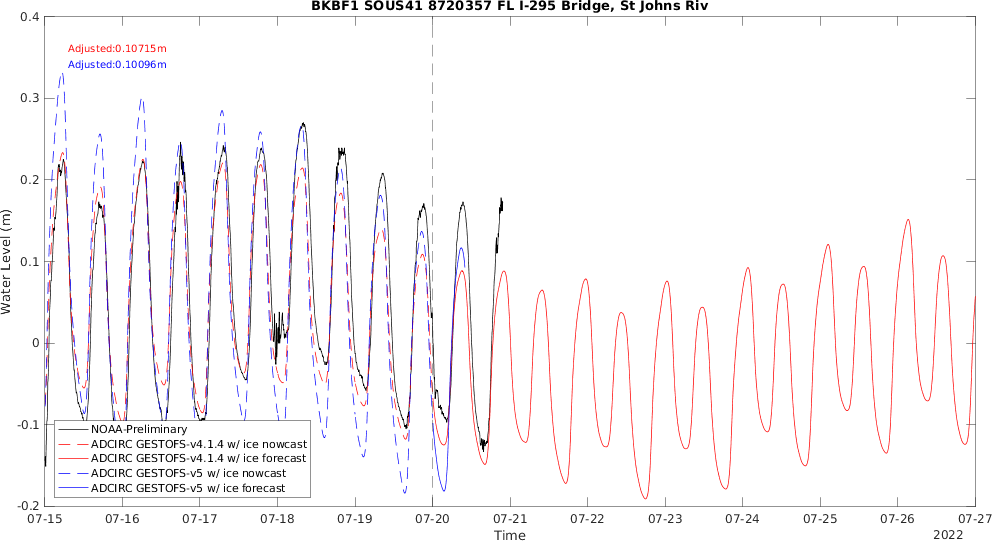 BKBF1 SOUS41 8720357 FL I-295 Bridge, St Johns Riv
0.4
Adjusted:0.10715m
Adjusted:0.10096m
0.3
0.2
0.1
0
-0.1
-0.2
Water Level (m)
NOAA-Preliminary
ADCIRC GESTOFS-v4.1.4 w/ ice nowcast
ADCIRC GESTOFS-v4.1.4 w/ ice forecast
ADCIRC GESTOFS-v5 w/ ice nowcast
ADCIRC GESTOFS-v5 w/ ice forecast
07-15 07-16 07-17 07-18 07-19 07-20 07-21 07-22 07-23 07-24 07-25 07-26 07-27
Time
2022